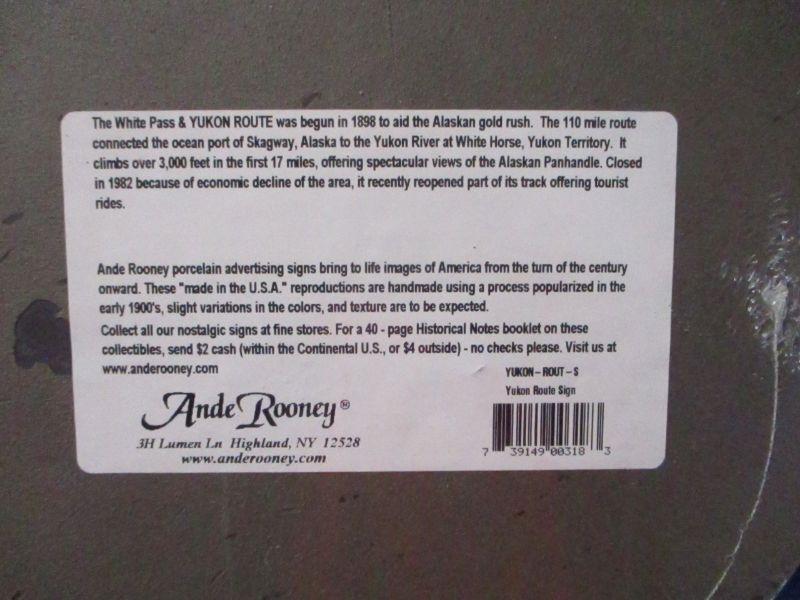 The White Pass & YUKON ROUTE was begun in 1898 to aid the Alaskan gold rush. The 110 mile route
connected the ocean port of Skagway, Alaska to the Yukon River at White Horse, Yukon Territory. It
climbs over 3,000 feet in the first 17 miles, offering spectacular views of the Alaskan Panhandle. Closed
in 1982 because of economic decline of the area, it recently reopened part of its track offering tourist
rides.
Ande Rooney porcelain advertising signs bring to life images of America from the turn of the century
onward. These "made in the U.S.A." reproductions are handmade using a process popularized in the
early 1900's, slight variations in the colors, and texture are to be expected.
Collect all our nostalgic signs at fine stores. For a 40 - page Historical Notes booklet on these
collectibles, send $2 cash (within the Continental U.S., or $4 outside) - no checks please. Visit us at
www.anderooney.com
Ande Rooney®
3H Lumen Ln Highland, NY 12528
www.anderooney.com
YUKON - ROUT - S
Yukon Route Sign
7 39149 00318 3